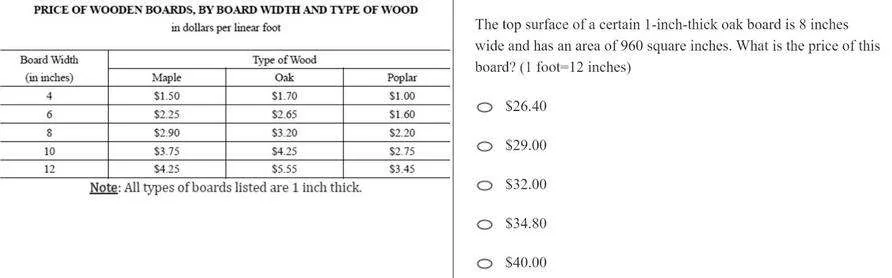 PRICE OF WOODEN BOARDS, BY BOARD WIDTH AND TYPE OF WOOD
in dollars per linear foot
Board Width
(in inches)
Type of Wood
Maple Oak Poplar
4 $1.50 $1.70 $1.00
6 $2.25 $2.65 $1.60
8 $2.90 $3.20 $2.20
10 $3.75 $4.25 $2.75
12 $4.25 $5.55 $3.45
Note: All types of boards listed are 1 inch thick.
The top surface of a certain 1-inch-thick oak board is 8 inches
wide and has an area of 960 square inches. What is the price of this
board? (1 foot=12 inches)
$26.40
$29.00
$32.00
$34.80
$40.00